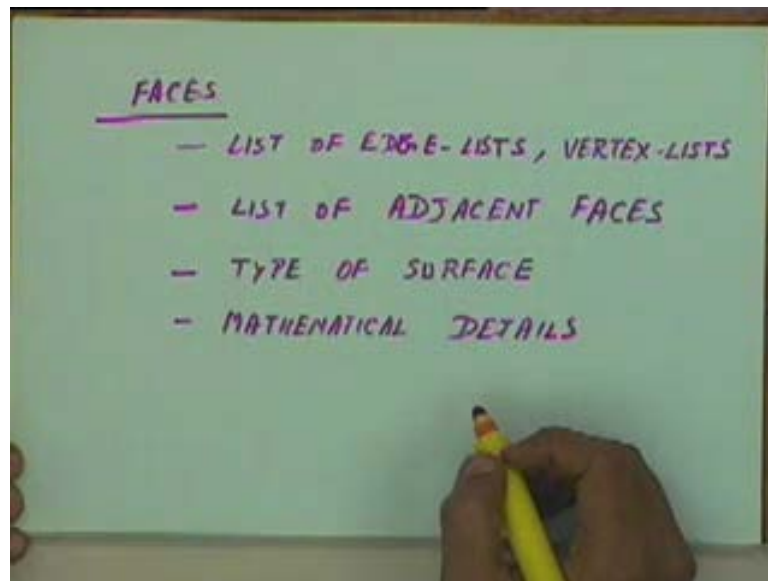 FACES
- LIST OF EDGE-LISTS, VERTEX-LISTS
- LIST OF ADJACENT FACES
- TYPE OF SURFACE
- MATHEMATICAL DETAILS